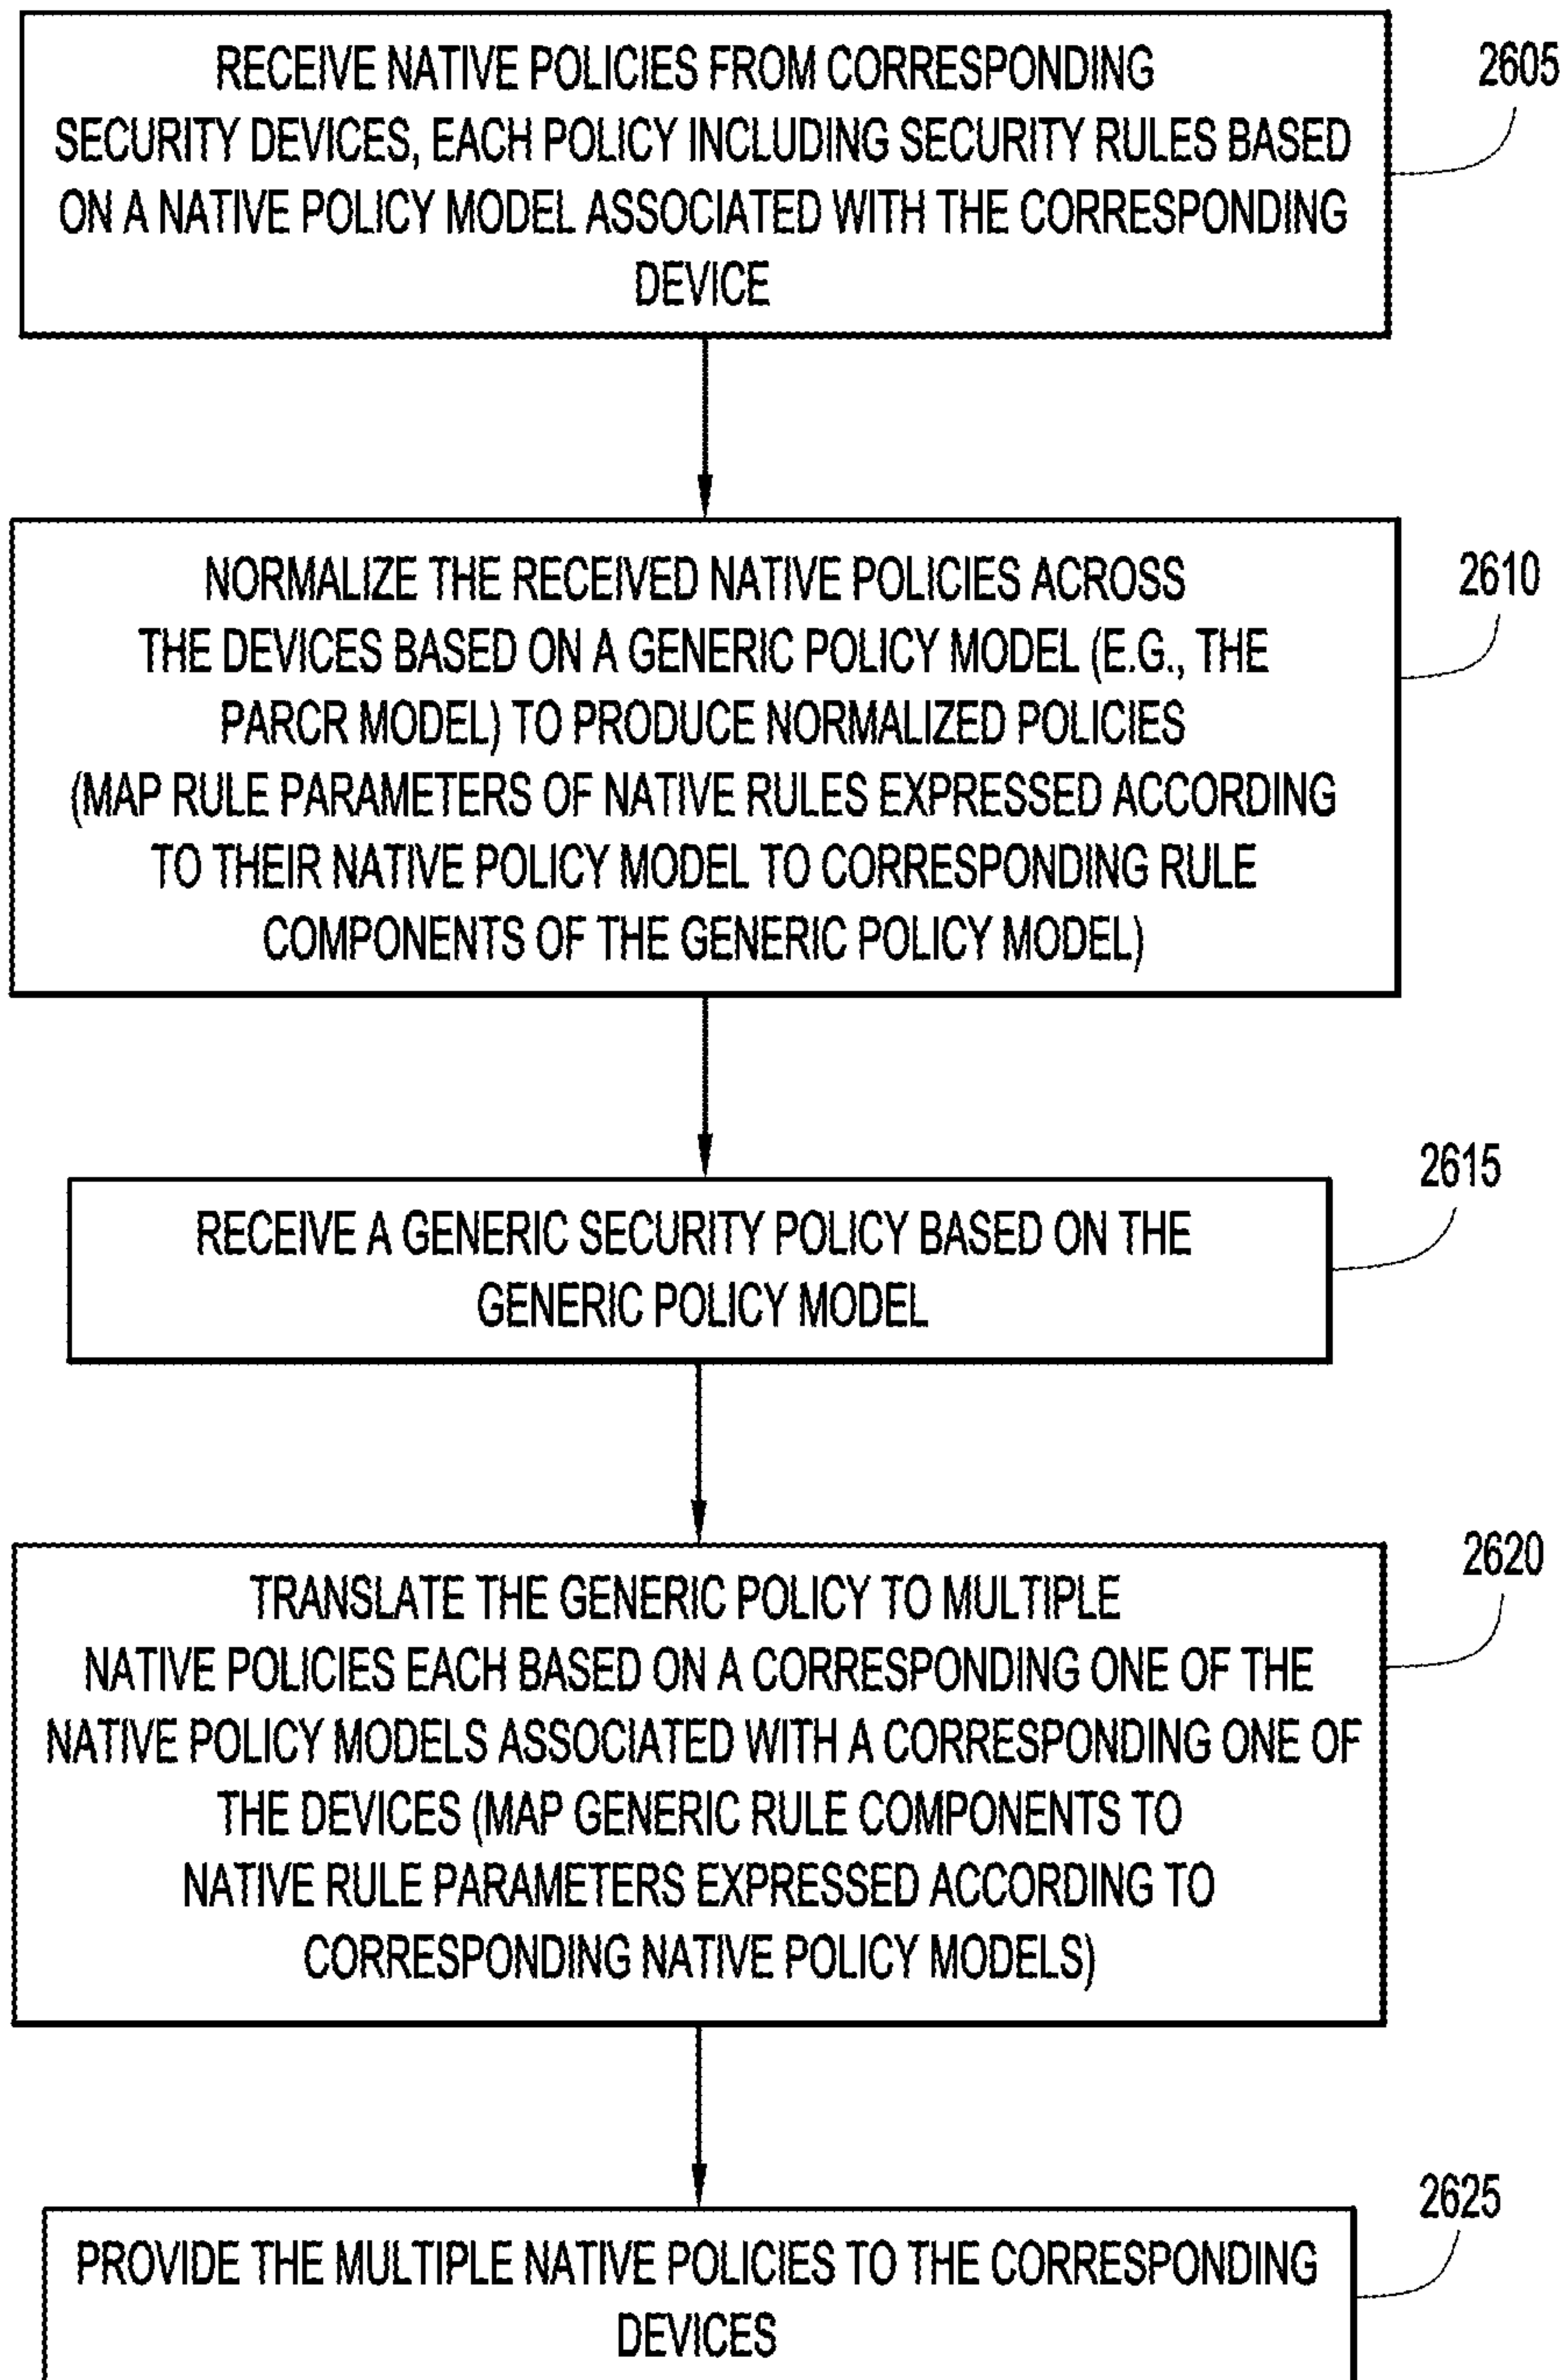 RECEIVE NATIVE POLICIES FROM CORRESPONDING
SECURITY DEVICES, EACH POLICY INCLUDING SECURITY RULES BASED
ON A NATIVE POLICY MODEL ASSOCIATED WITH THE CORRESPONDING
DEVICE
2605
NORMALIZE THE RECEIVED NATIVE POLICIES ACROSS
THE DEVICES BASED ON A GENERIC POLICY MODEL (E.G., THE
PARCR MODEL) TO PRODUCE NORMALIZED POLICIES
(MAP RULE PARAMETERS OF NATIVE RULES EXPRESSED ACCORDING
TO THEIR NATIVE POLICY MODEL TO CORRESPONDING RULE
COMPONENTS OF THE GENERIC POLICY MODEL)
2610
RECEIVE A GENERIC SECURITY POLICY BASED ON THE
GENERIC POLICY MODEL
2615
TRANSLATE THE GENERIC POLICY TO MULTIPLE
NATIVE POLICIES EACH BASED ON A CORRESPONDING ONE OF THE
NATIVE POLICY MODELS ASSOCIATED WITH A CORRESPONDING ONE OF
THE DEVICES (MAP GENERIC RULE COMPONENTS TO
NATIVE RULE PARAMETERS EXPRESSED ACCORDING TO
CORRESPONDING NATIVE POLICY MODELS)
2620
PROVIDE THE MULTIPLE NATIVE POLICIES TO THE CORRESPONDING
DEVICES
2625